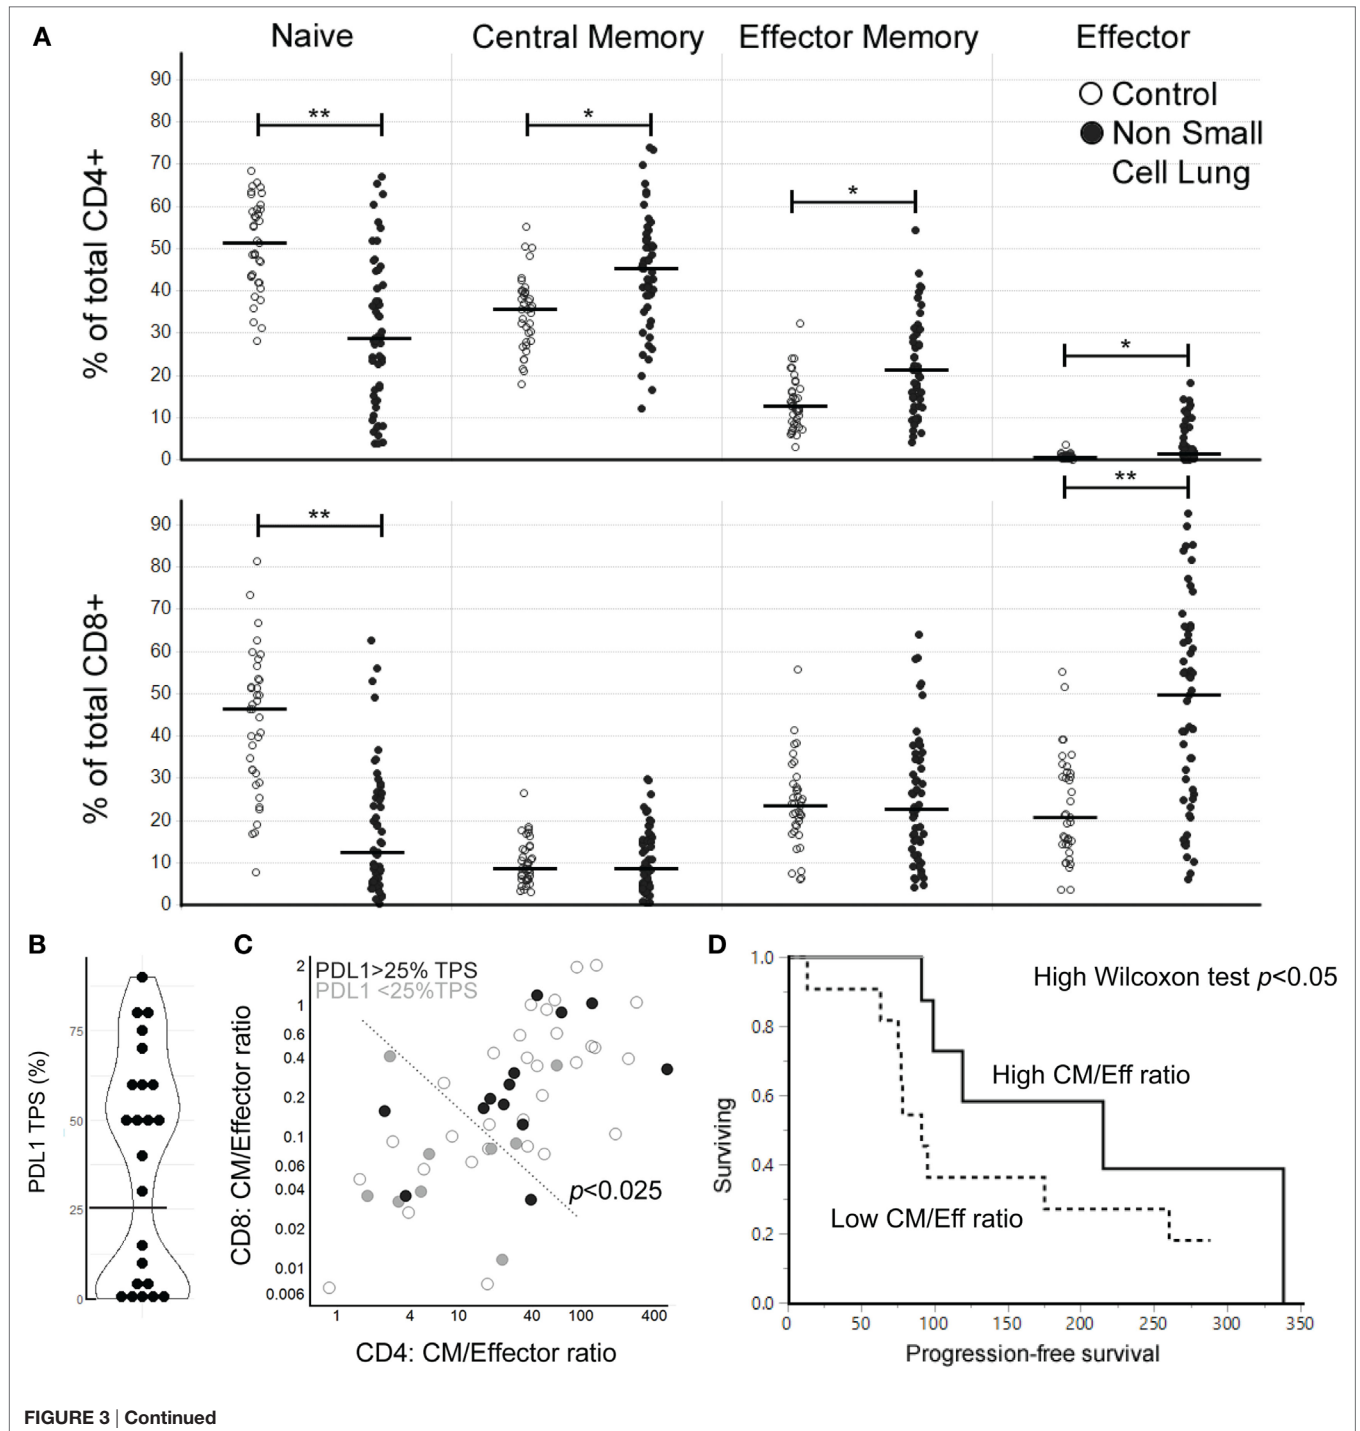 A
Naive
Central Memory
Effector Memory
Effector
Control
Non Small
Cell Lung
% of total CD4+
90
80
70
60
50
40
30
20
10
0
**
*
*
*
% of total CD8+
90
80
70
60
50
40
30
20
10
0
**
**
B
PDL1 TPS (%)
75
50
25
0
C
PDL1>25% TPS
PDL1 <25%TPS
CD8: CM/Effector ratio
2
1
0.6
0.4
0.2
0.1
0.06
0.04
0.02
0.01
0.006
p<0.025
1
4
10
40
100
400
CD4: CM/Effector ratio
D
High Wilcoxon test p<0.05
High CM/Eff ratio
Low CM/Eff ratio
Surviving
1.0
0.8
0.6
0.4
0.2
0.0
0
50
100
150
200
250
300
350
Progression-free survival
FIGURE 3 | Continued